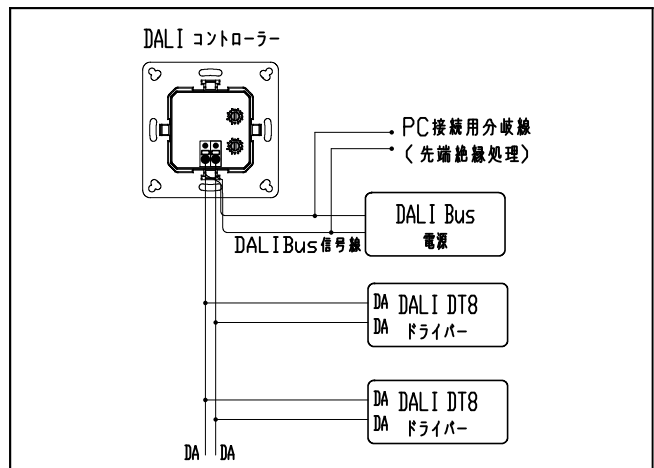 DALI コントローラー
PC接続用分岐線
(先端絶縁処理)
DALI Bus
電源
DALIBus信号線
DA DALI DT8
DA ドライバー
DA DALI DT8
DA ドライバー
DA DA